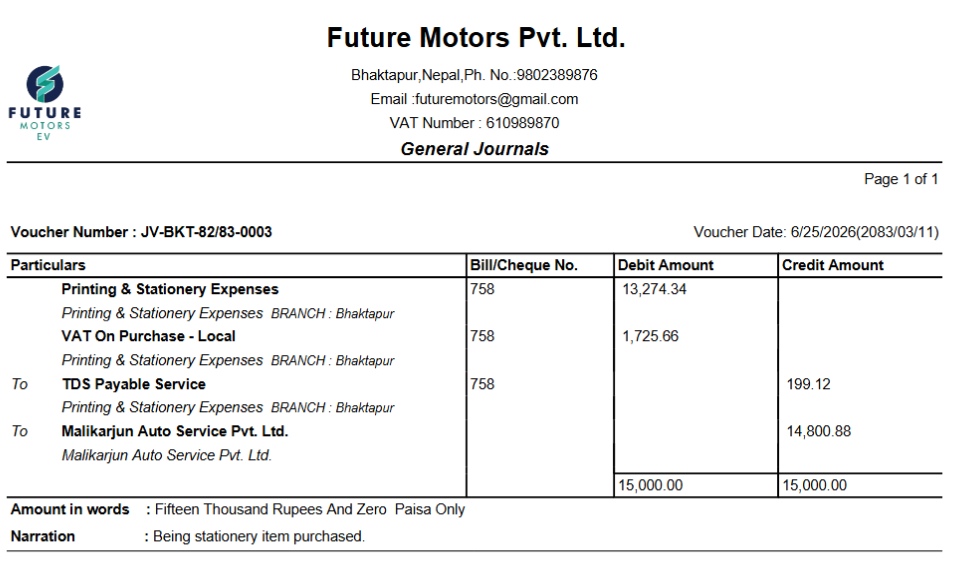 Future Motors Pvt. Ltd.
Bhaktapur,Nepal,Ph. No.:9802389876
Email :futuremotors@gmail.com
VAT Number : 610989870
FUTURE
MOTORS
EV
General Journals
Page 1 of 1
Voucher Number : JV-BKT-82/83-0003 Voucher Date: 6/25/2026(2083/03/11)
Particulars Bill/Cheque No. Debit Amount Credit Amount
Printing & Stationery Expenses 758 13,274.34
Printing & Stationery Expenses BRANCH : Bhaktapur
VAT On Purchase - Local 758 1,725.66
Printing & Stationery Expenses BRANCH : Bhaktapur
To TDS Payable Service 758 199.12
Printing & Stationery Expenses BRANCH : Bhaktapur
To Malikarjun Auto Service Pvt. Ltd. 14,800.88
Malikarjun Auto Service Pvt. Ltd.
15,000.00 15,000.00
Amount in words : Fifteen Thousand Rupees And Zero Paisa Only
Narration : Being stationery item purchased.